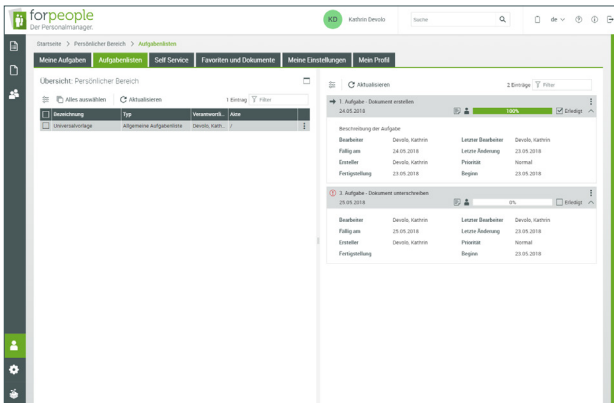 forpeople
Der Personalmanager.
KD Kathrin Devolo Suche de
Startseite > Persönlicher Bereich > Aufgabenlisten
Meine Aufgaben Aufgabenlisten Self Service Favoriten und Dokumente Meine Einstellungen Mein Profil
Übersicht: Persönlicher Bereich
Alles auswählen Aktualisieren 1 Eintrag Filter
Bezeichnung Typ Verantwortli... Akte
Universalvorlage Allgemeine Aufgabenliste Devolo, Kath... /
Aktualisieren 2 Einträge Filter
1. Aufgabe - Dokument erstellen
24.05.2018 100% Erledigt
Beschreibung der Aufgabe
Bearbeiter Devolo, Kathrin Letzter Bearbeiter Devolo, Kathrin
Fällig am 24.05.2018 Letzte Änderung 23.05.2018
Ersteller Devolo, Kathrin Priorität Normal
Fertigstellung 23.05.2018 Beginn 23.05.2018
3. Aufgabe - Dokument unterschreiben
25.05.2018 0% Erledigt
Bearbeiter Devolo, Kathrin Letzter Bearbeiter Devolo, Kathrin
Fällig am 25.05.2018 Letzte Änderung 23.05.2018
Ersteller Devolo, Kathrin Priorität Normal
Fertigstellung Beginn 23.05.2018